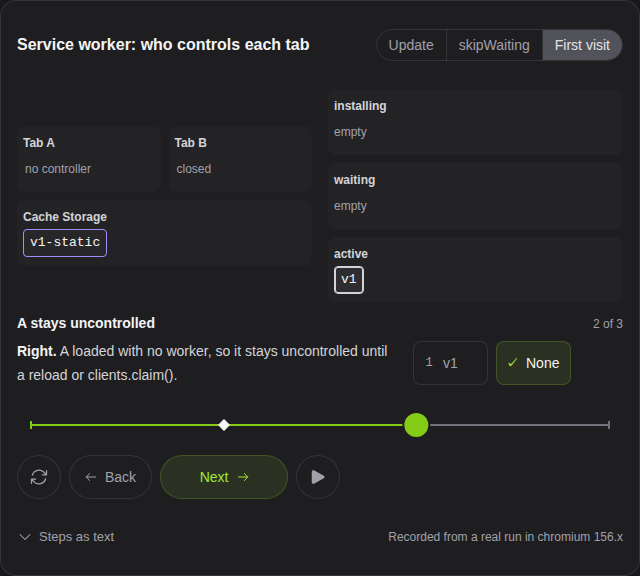 Service worker: who controls each tab
Update
skipWaiting
First visit
Tab A
no controller
Tab B
closed
Cache Storage
v1-static
installing
empty
waiting
empty
active
v1
A stays uncontrolled
2 of 3
Right. A loaded with no worker, so it stays uncontrolled until
a reload or clients.claim().
1 v1
✓ None
← Back
Next →
Steps as text
Recorded from a real run in chromium 156.x